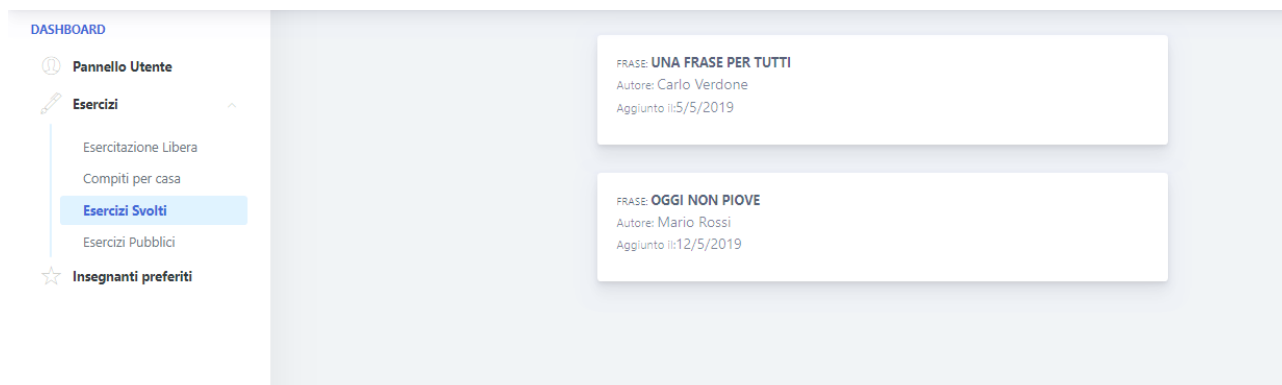 DASHBOARD
Pannello Utente
Esercizi
Esercitazione Libera
Compiti per casa
Esercizi Svolti
Esercizi Pubblici
Insegnanti preferiti
FRASE: UNA FRASE PER TUTTI
Autore: Carlo Verdone
Aggiunto il:5/5/2019
FRASE: OGGI NON PIOVE
Autore: Mario Rossi
Aggiunto il:12/5/2019